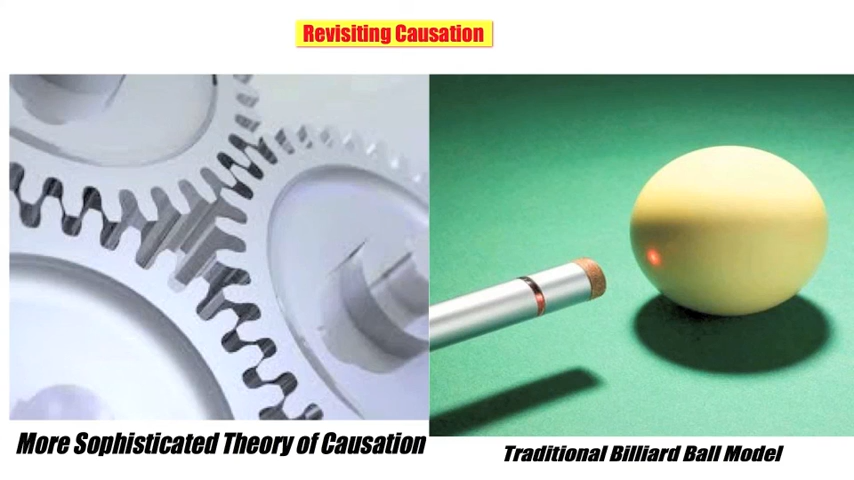 Revisiting Causation
More Sophisticated Theory of Causation
Traditional Billiard Ball Model